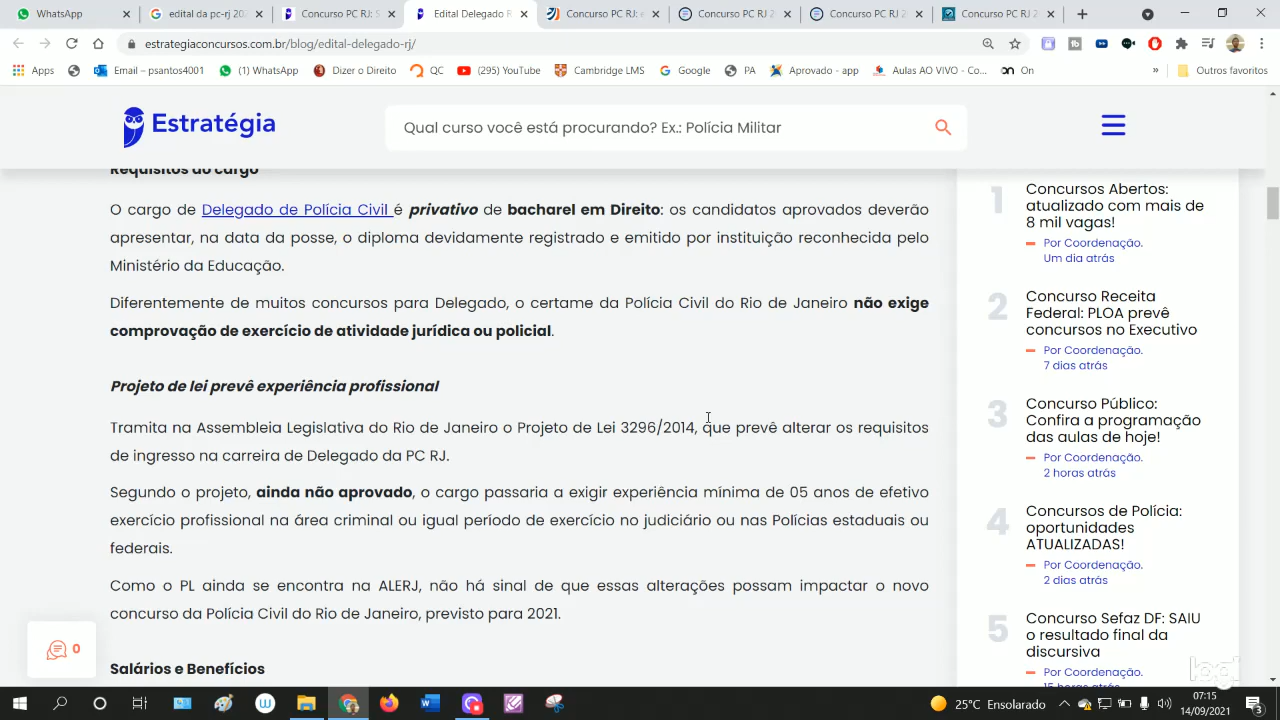 WhatsApp
edital da pc-rj 20
Concurso PC RJ: S
Edital Delegado R
Concurso PC RJ: e
Concurso PC RJ 2
Concurso PC RJ 2
Concurso PC RJ 2
estrategiaconcursos.com.br/blog/edital-delegado-rj/
Apps
Email – psantos4001
(1) WhatsApp
Dizer o Direito
QC
(295) YouTube
Cambridge LMS
Google
PA
Aprovado - app
Aulas AO VIVO - Co...
On
»
Outros favoritos
Estratégia
Qual curso você está procurando? Ex.: Polícia Militar
Requisitos do cargo
O cargo de Delegado de Polícia Civil é privativo de bacharel em Direito: os candidatos aprovados deverão
apresentar, na data da posse, o diploma devidamente registrado e emitido por instituição reconhecida pelo
Ministério da Educação.
Diferentemente de muitos concursos para Delegado, o certame da Polícia Civil do Rio de Janeiro não exige
comprovação de exercício de atividade jurídica ou policial.
Projeto de lei prevê experiência profissional
Tramita na Assembleia Legislativa do Rio de Janeiro o Projeto de Lei 3296/2014, que prevê alterar os requisitos
de ingresso na carreira de Delegado da PC RJ.
Segundo o projeto, ainda não aprovado, o cargo passaria a exigir experiência mínima de 05 anos de efetivo
exercício profissional na área criminal ou igual período de exercício no judiciário ou nas Polícias estaduais ou
federais.
Como o PL ainda se encontra na ALERJ, não há sinal de que essas alterações possam impactar o novo
concurso da Polícia Civil do Rio de Janeiro, previsto para 2021.
Salários e Benefícios
0
1
Concursos Abertos:
atualizado com mais de
8 mil vagas!
Por Coordenação.
Um dia atrás
2
Concurso Receita
Federal: PLOA prevê
concursos no Executivo
Por Coordenação.
7 dias atrás
3
Concurso Público:
Confira a programação
das aulas de hoje!
Por Coordenação.
2 horas atrás
4
Concursos de Polícia:
oportunidades
ATUALIZADAS!
Por Coordenação.
2 dias atrás
5
Concurso Sefaz DF: SAIU
o resultado final da
discursiva
Por Coordenação.
15 horas atrás
25°C Ensolarado
07:15
14/09/2021
3